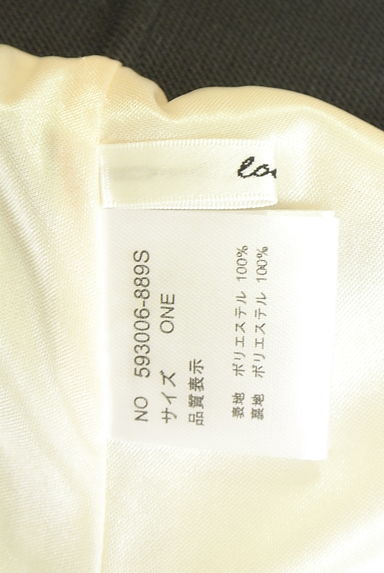 NO 593006-889S
サイズ ONE
品質表示
表地 ポリエステル 100%
裏地 ポリエステル 100%